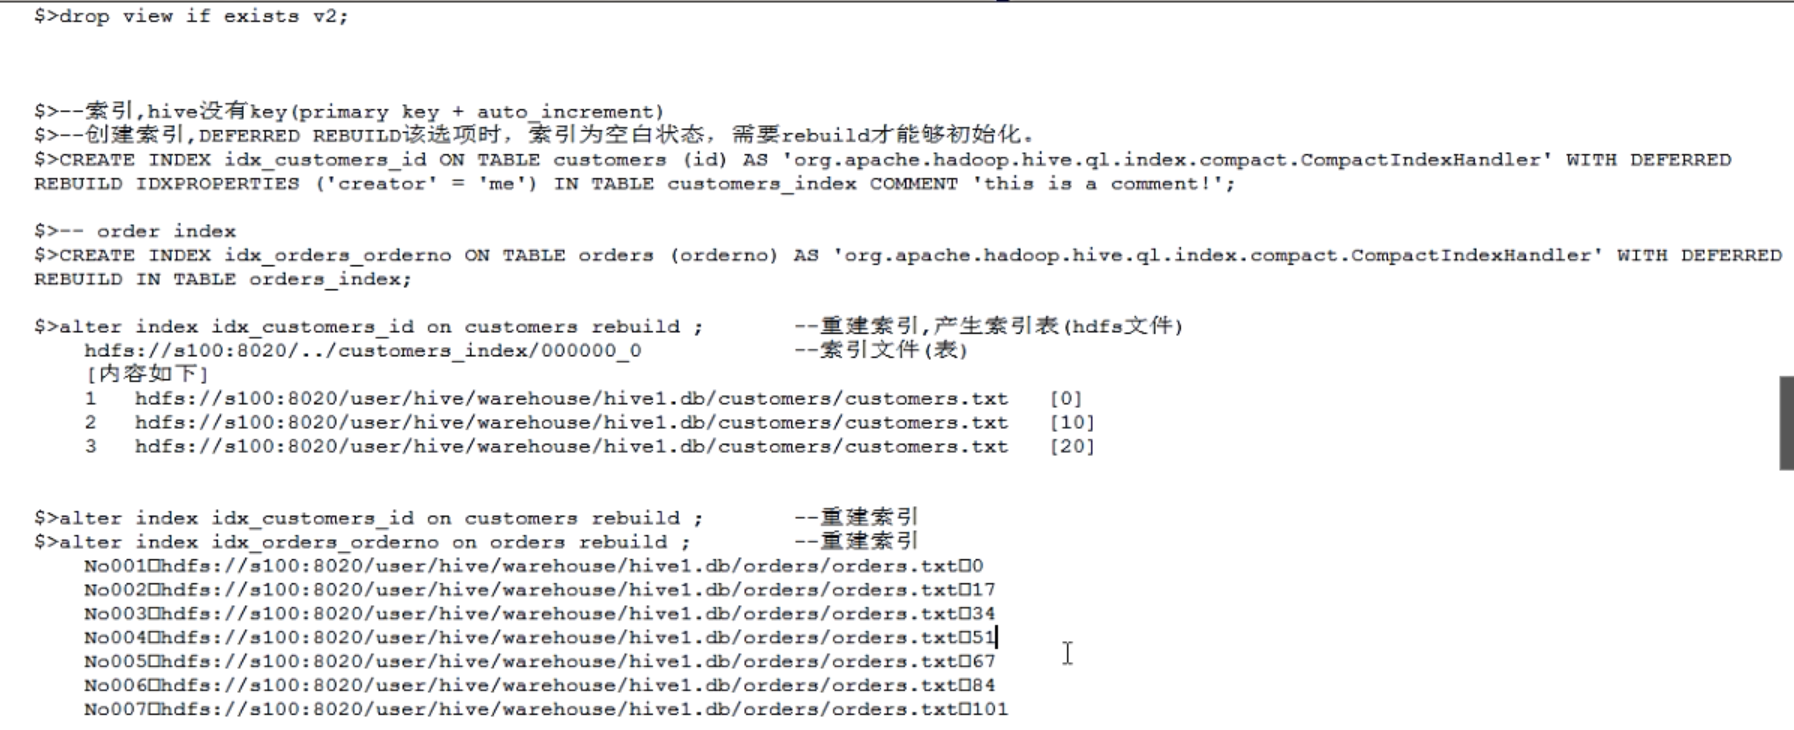 $>drop view if exists v2;
$>--索引,hive没有key(primary key + auto_increment)
$>--创建索引,DEFERRED REBUILD该选项时，索引为空白状态，需要rebuild才能够初始化。
$>CREATE INDEX idx_customers_id ON TABLE customers (id) AS 'org.apache.hadoop.hive.ql.index.compact.CompactIndexHandler' WITH DEFERRED
REBUILD IDXPROPERTIES ('creator' = 'me') IN TABLE customers_index COMMENT 'this is a comment!';
$>-- order index
$>CREATE INDEX idx_orders_orderno ON TABLE orders (orderno) AS 'org.apache.hadoop.hive.ql.index.compact.CompactIndexHandler' WITH DEFERRED
REBUILD IN TABLE orders_index;
$>alter index idx_customers_id on customers rebuild ; --重建索引,产生索引表(hdfs文件)
hdfs://s100:8020/../customers_index/000000_0 --索引文件(表)
[内容如下]
1 hdfs://s100:8020/user/hive/warehouse/hive1.db/customers/customers.txt [0]
2 hdfs://s100:8020/user/hive/warehouse/hive1.db/customers/customers.txt [10]
3 hdfs://s100:8020/user/hive/warehouse/hive1.db/customers/customers.txt [20]
$>alter index idx_customers_id on customers rebuild ; --重建索引
$>alter index idx_orders_orderno on orders rebuild ; --重建索引
No001□hdfs://s100:8020/user/hive/warehouse/hive1.db/orders/orders.txt□0
No002□hdfs://s100:8020/user/hive/warehouse/hive1.db/orders/orders.txt□17
No003□hdfs://s100:8020/user/hive/warehouse/hive1.db/orders/orders.txt□34
No004□hdfs://s100:8020/user/hive/warehouse/hive1.db/orders/orders.txt□51
No005□hdfs://s100:8020/user/hive/warehouse/hive1.db/orders/orders.txt□67
No006□hdfs://s100:8020/user/hive/warehouse/hive1.db/orders/orders.txt□84
No007□hdfs://s100:8020/user/hive/warehouse/hive1.db/orders/orders.txt□101